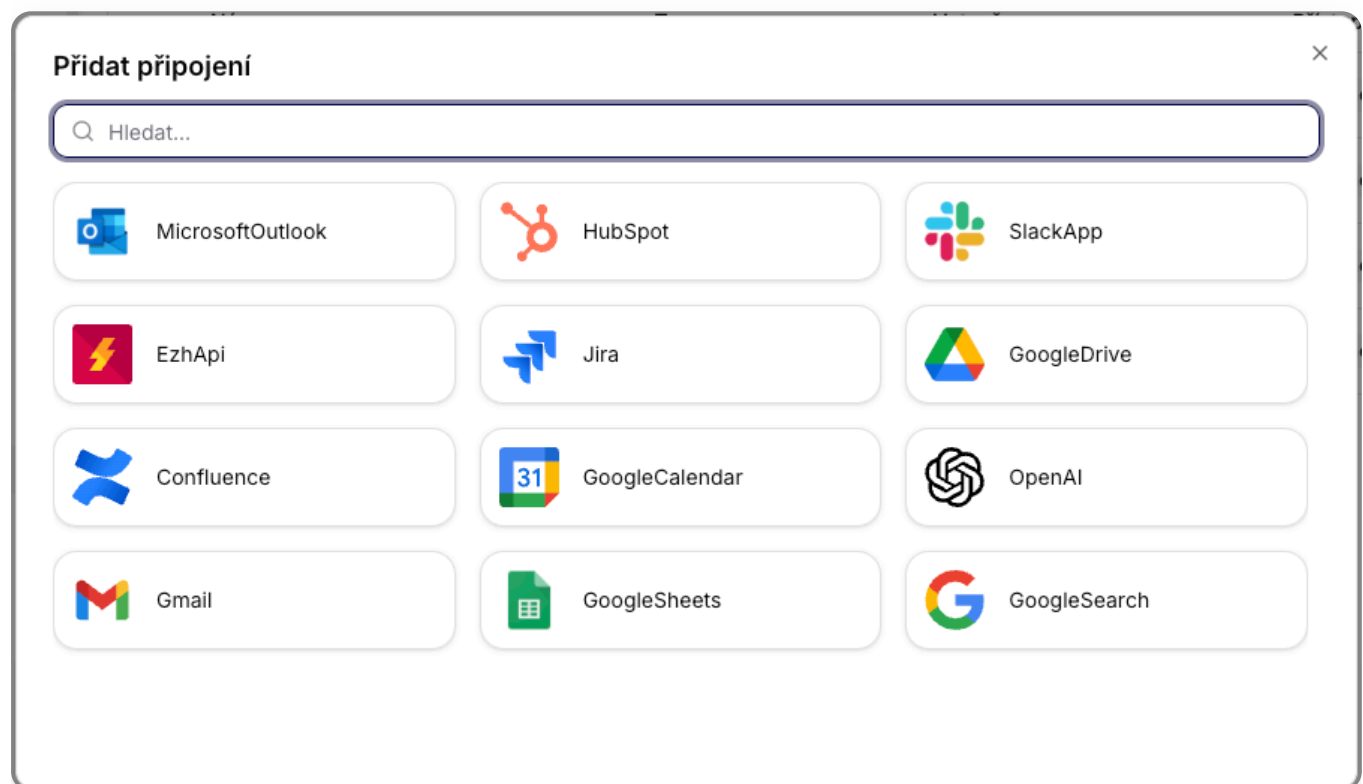 Přidat připojení
Hledat...
MicrosoftOutlook
HubSpot
SlackApp
EzhApi
Jira
GoogleDrive
Confluence
31
GoogleCalendar
OpenAI
Gmail
GoogleSheets
GoogleSearch